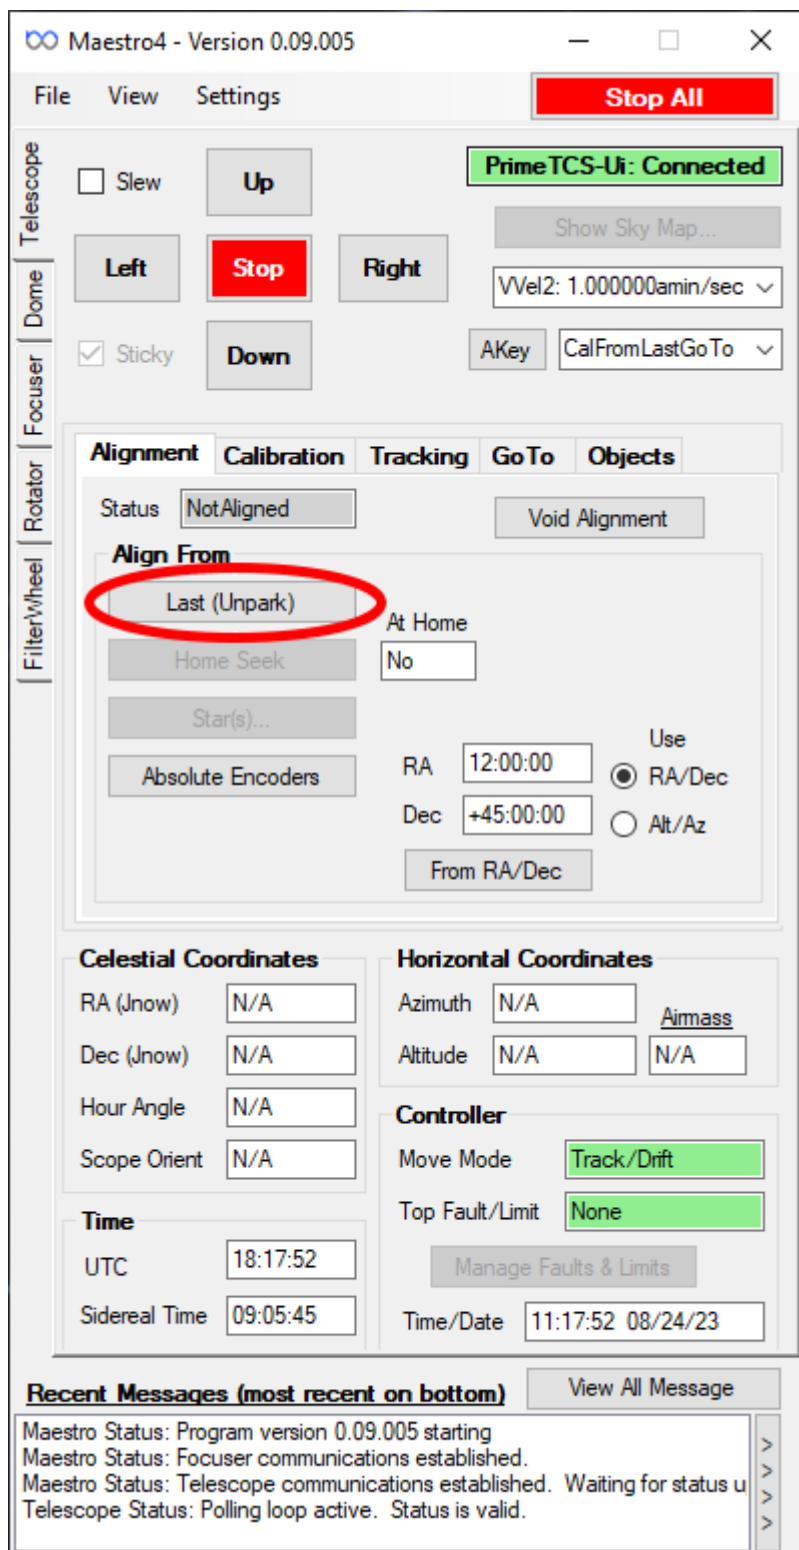 Maestro4 - Version 0.09.005
File View Settings Stop All
Telescope
Dome
Focuser
Rotator
FilterWheel
PrimeTCS-Ui: Connected
Slew Up
Show Sky Map...
Left Stop Right
VVel2: 1.000000amin/sec
Sticky Down AKey CalFromLastGoTo
Alignment Calibration Tracking GoTo Objects
Status NotAligned Void Alignment
Align From
Last (Unpark)
At Home
Home Seek No
Star(s)...
Use
RA 12:00:00 RA/Dec
Absolute Encoders
Dec +45:00:00 Alt/Az
From RA/Dec
Celestial Coordinates
RA (Jnow) N/A
Dec (Jnow) N/A
Hour Angle N/A
Scope Orient N/A
Horizontal Coordinates
Azimuth N/A
Airmass
Altitude N/A N/A
Controller
Move Mode Track/Drift
Top Fault/Limit None
Manage Faults & Limits
Time/Date 11:17:52 08/24/23
Time
UTC 18:17:52
Sidereal Time 09:05:45
Recent Messages (most recent on bottom) View All Message
Maestro Status: Program version 0.09.005 starting
Maestro Status: Focuser communications established.
Maestro Status: Telescope communications established. Waiting for status u
Telescope Status: Polling loop active. Status is valid.
>
>
>
>